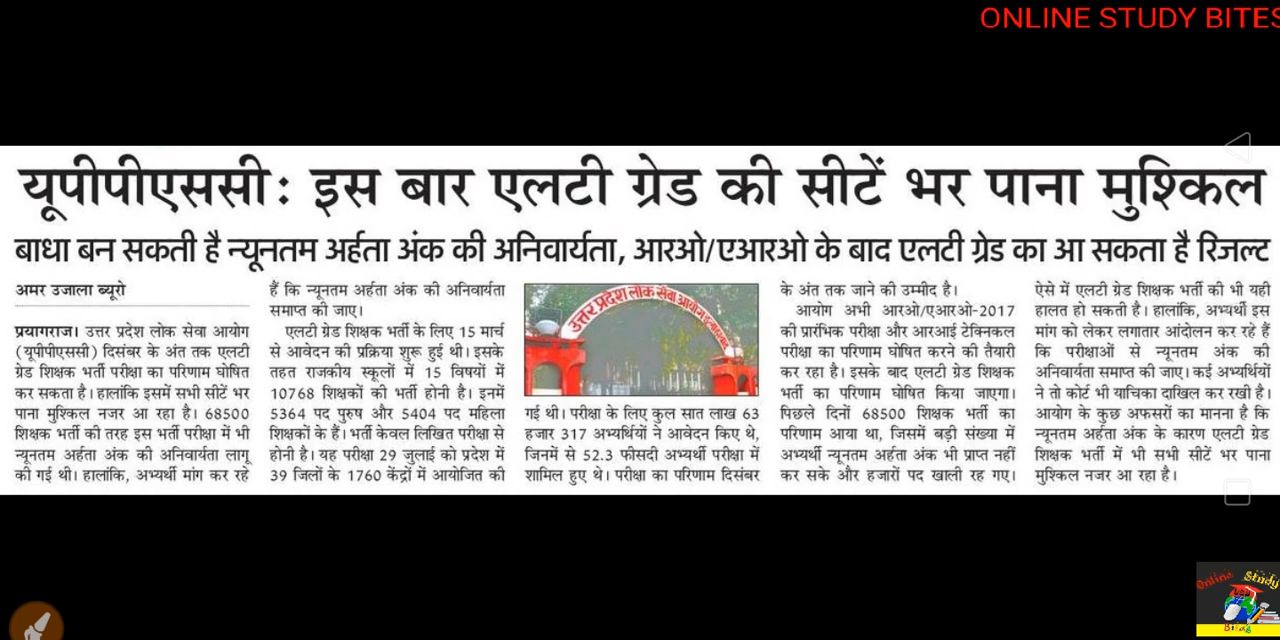 ONLINE STUDY BITES
यूपीपीएससी: इस बार एलटी ग्रेड की सीटें भर पाना मुश्किल
बाधा बन सकती है न्यूनतम अर्हता अंक की अनिवार्यता, आरओ/एआरओ के बाद एलटी ग्रेड का आ सकता है रिजल्ट
अमर उजाला ब्यूरो
प्रयागराज। उत्तर प्रदेश लोक सेवा आयोग
(यूपीपीएससी) दिसंबर के अंत तक एलटी
ग्रेड शिक्षक भर्ती परीक्षा का परिणाम घोषित
कर सकता है। हालांकि इसमें सभी सीटें भर
पाना मुश्किल नजर आ रहा है। 68500
शिक्षक भर्ती की तरह इस भर्ती परीक्षा में भी
न्यूनतम अर्हता अंक की अनिवार्यता लागू
की गई थी। हालांकि, अभ्यर्थी मांग कर रहे
हैं कि न्यूनतम अर्हता अंक की अनिवार्यता
समाप्त की जाए।
एलटी ग्रेड शिक्षक भर्ती के लिए 15 मार्च
से आवेदन की प्रक्रिया शुरू हुई थी। इसके
तहत राजकीय स्कूलों में 15 विषयों में
10768 शिक्षकों की भर्ती होनी है। इनमें
5364 पद पुरुष और 5404 पद महिला
शिक्षकों के हैं। भर्ती केवल लिखित परीक्षा से
होनी है। यह परीक्षा 29 जुलाई को प्रदेश में
39 जिलों के 1760 केंद्रों में आयोजित की
उत्तर प्रदेश लोक सेवा आयोग इलाहाबाद
गई थी। परीक्षा के लिए कुल सात लाख 63
हजार 317 अभ्यर्थियों ने आवेदन किए थे,
जिनमें से 52.3 फीसदी अभ्यर्थी परीक्षा में
शामिल हुए थे। परीक्षा का परिणाम दिसंबर
के अंत तक जाने की उम्मीद है।
आयोग अभी आरओ/एआरओ-2017
की प्रारंभिक परीक्षा और आरआई टेक्निकल
परीक्षा का परिणाम घोषित करने की तैयारी
कर रहा है। इसके बाद एलटी ग्रेड शिक्षक
भर्ती का परिणाम घोषित किया जाएगा।
पिछले दिनों 68500 शिक्षक भर्ती का
परिणाम आया था, जिसमें बड़ी संख्या में
अभ्यर्थी न्यूनतम अर्हता अंक भी प्राप्त नहीं
कर सके और हजारों पद खाली रह गए।
ऐसे में एलटी ग्रेड शिक्षक भर्ती की भी यही
हालत हो सकती है। हालांकि, अभ्यर्थी इस
मांग को लेकर लगातार आंदोलन कर रहे हैं
कि परीक्षाओं से न्यूनतम अंक की
अनिवार्यता समाप्त की जाए। कई अभ्यर्थियों
ने तो कोर्ट भी याचिका दाखिल कर रखी है।
आयोग के कुछ अफसरों का मानना है कि
न्यूनतम अर्हता अंक के कारण एलटी ग्रेड
शिक्षक भर्ती में भी सभी सीटें भर पाना
मुश्किल नजर आ रहा है।
Online Study
Bites